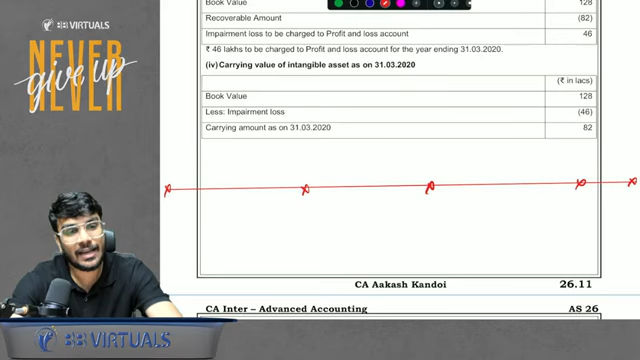 BB VIRTUALS
NEVER
give up
NEVER
Book Value 128
Recoverable Amount (82)
Impairment loss to be charged to Profit and loss account 46
₹ 46 lakhs to be charged to Profit and loss account for the year ending 31.03.2020.
(iv) Carrying value of intangible asset as on 31.03.2020
(₹ in lacs)
Book Value 128
Less: Impairment loss (46)
Carrying amount as on 31.03.2020 82
CA Aakash Kandoi 26.11
CA Inter – Advanced Accounting AS 26
BB VIRTUALS